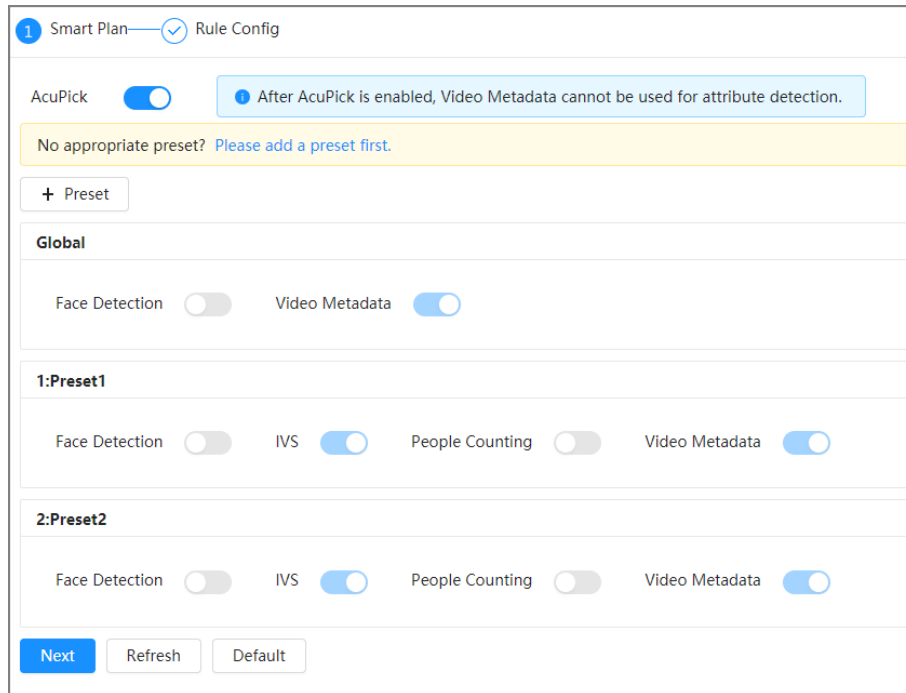 1 Smart Plan Rule Config
AcuPick After AcuPick is enabled, Video Metadata cannot be used for attribute detection.
No appropriate preset? Please add a preset first.
+ Preset
Global
Face Detection Video Metadata
1:Preset1
Face Detection IVS People Counting Video Metadata
2:Preset2
Face Detection IVS People Counting Video Metadata
Next Refresh Default